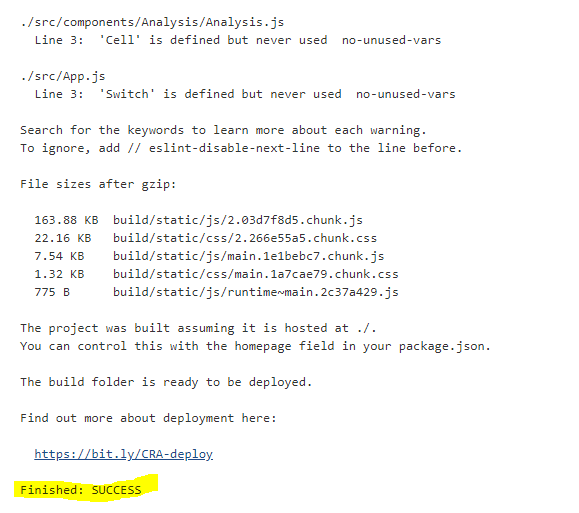 ./src/components/Analysis/Analysis.js
  Line 3:  'Cell' is defined but never used  no-unused-vars

./src/App.js
  Line 3:  'Switch' is defined but never used  no-unused-vars

Search for the keywords to learn more about each warning.
To ignore, add // eslint-disable-next-line to the line before.

File sizes after gzip:

  163.88 KB  build/static/js/2.03d7f8d5.chunk.js
  22.16 KB   build/static/css/2.266e55a5.chunk.css
  7.54 KB    build/static/js/main.1e1bebc7.chunk.js
  1.32 KB    build/static/css/main.1a7cae79.chunk.css
  775 B      build/static/js/runtime~main.2c37a429.js

The project was built assuming it is hosted at ./.
You can control this with the homepage field in your package.json.

The build folder is ready to be deployed.

Find out more about deployment here:

  https://bit.ly/CRA-deploy

Finished: SUCCESS